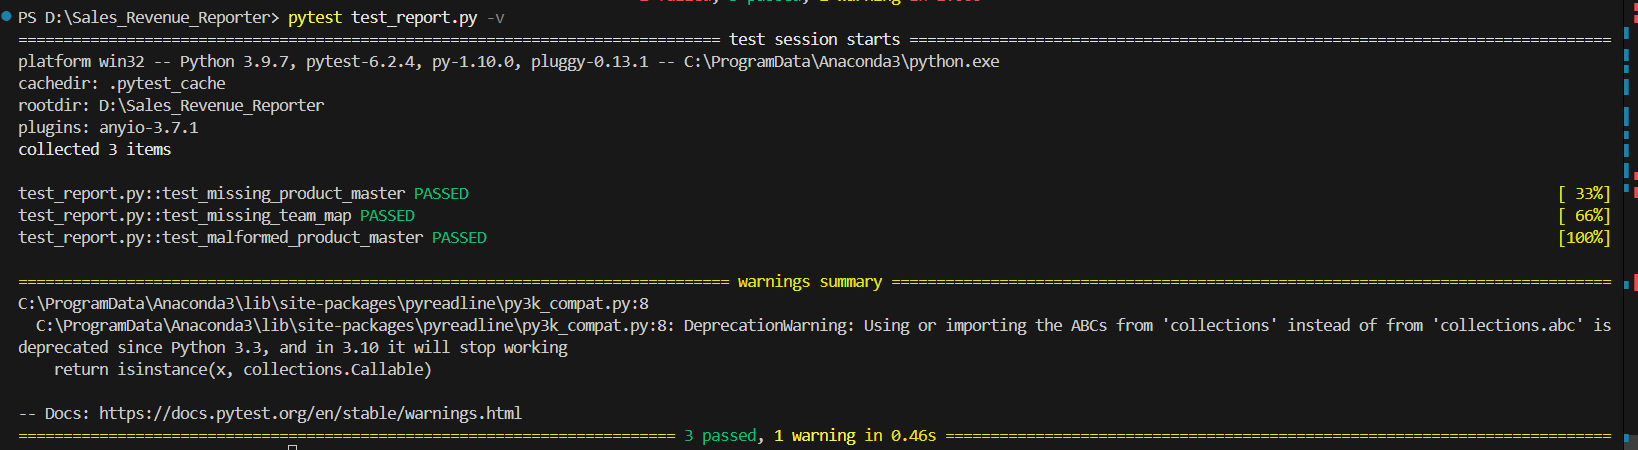 PS D:\Sales_Revenue_Reporter> pytest test_report.py -v
============================================================================== test session starts ==============================================================================
platform win32 -- Python 3.9.7, pytest-6.2.4, py-1.10.0, pluggy-0.13.1 -- C:\ProgramData\Anaconda3\python.exe
cachedir: .pytest_cache
rootdir: D:\Sales_Revenue_Reporter
plugins: anyio-3.7.1
collected 3 items
test_report.py::test_missing_product_master PASSED [ 33%]
test_report.py::test_missing_team_map PASSED [ 66%]
test_report.py::test_malformed_product_master PASSED [100%]
=============================================================================== warnings summary ================================================================================
C:\ProgramData\Anaconda3\lib\site-packages\pyreadline\py3k_compat.py:8
  C:\ProgramData\Anaconda3\lib\site-packages\pyreadline\py3k_compat.py:8: DeprecationWarning: Using or importing the ABCs from 'collections' instead of from 'collections.abc' is
deprecated since Python 3.3, and in 3.10 it will stop working
    return isinstance(x, collections.Callable)
-- Docs: https://docs.pytest.org/en/stable/warnings.html
========================================================================= 3 passed, 1 warning in 0.46s ==========================================================================